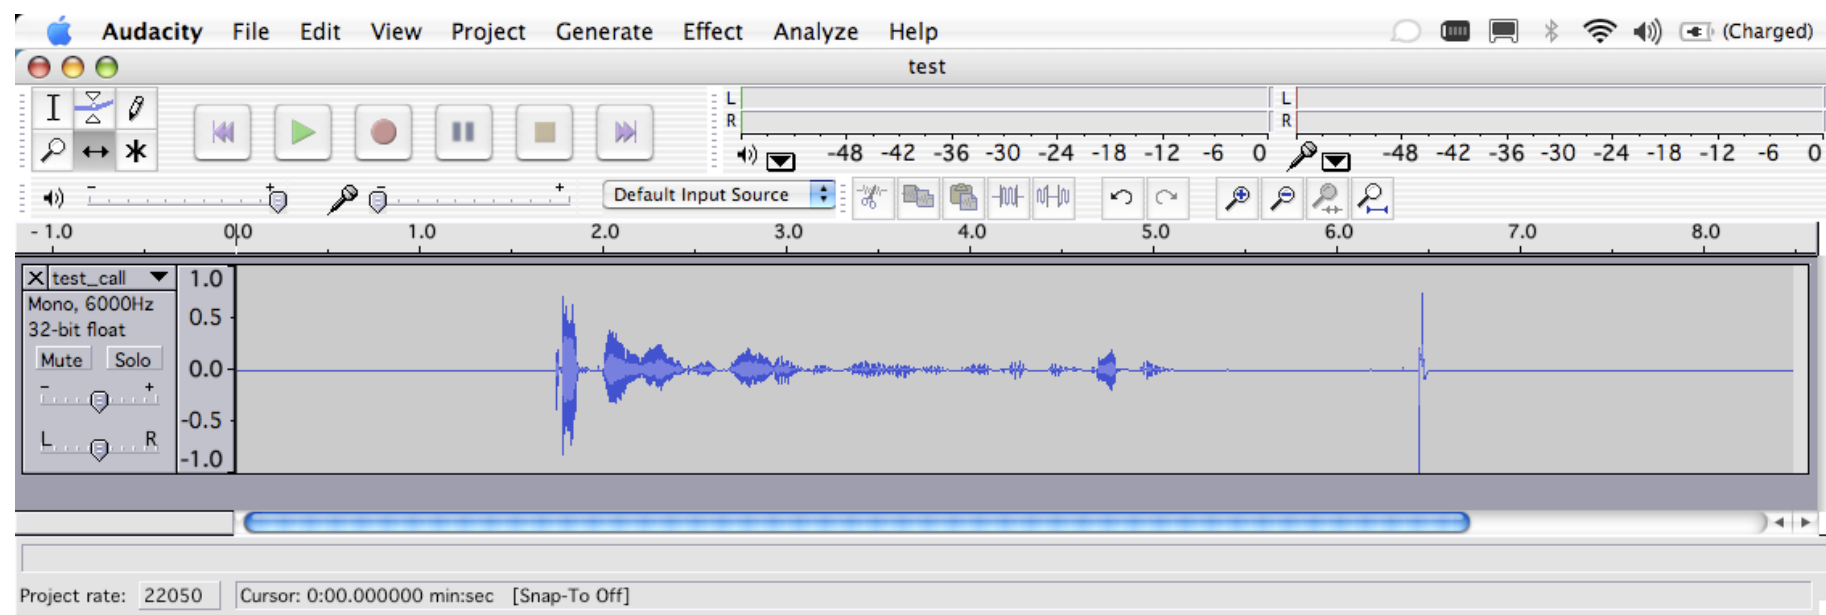 Audacity File Edit View Project Generate Effect Analyze Help (Charged)
test
L L
R R
-48 -42 -36 -30 -24 -18 -12 -6 0 -48 -42 -36 -30 -24 -18 -12 -6 0
- + - + Default Input Source
- 1.0 0.0 1.0 2.0 3.0 4.0 5.0 6.0 7.0 8.0
X test_call 1.0
Mono, 6000Hz
0.5
32-bit float
Mute Solo
0.0
- +
-0.5
L R
-1.0
Project rate: 22050 Cursor: 0:00.000000 min:sec [Snap-To Off]